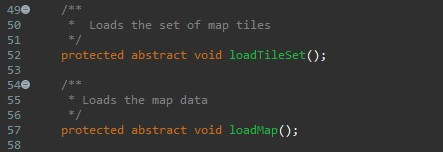 49 /**
50  *  Loads the set of map tiles
51  */
52 protected abstract void loadTileSet();
53
54 /**
55  * Loads the map data
56  */
57 protected abstract void loadMap();
58